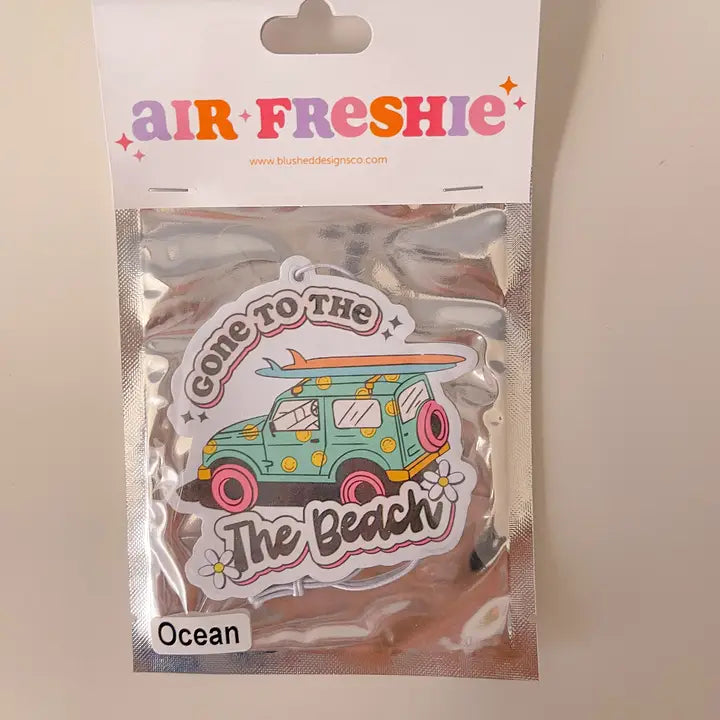 AIR FRESHIE
www.blusheddesignsco.com
GONE TO THE
The Beach
Ocean